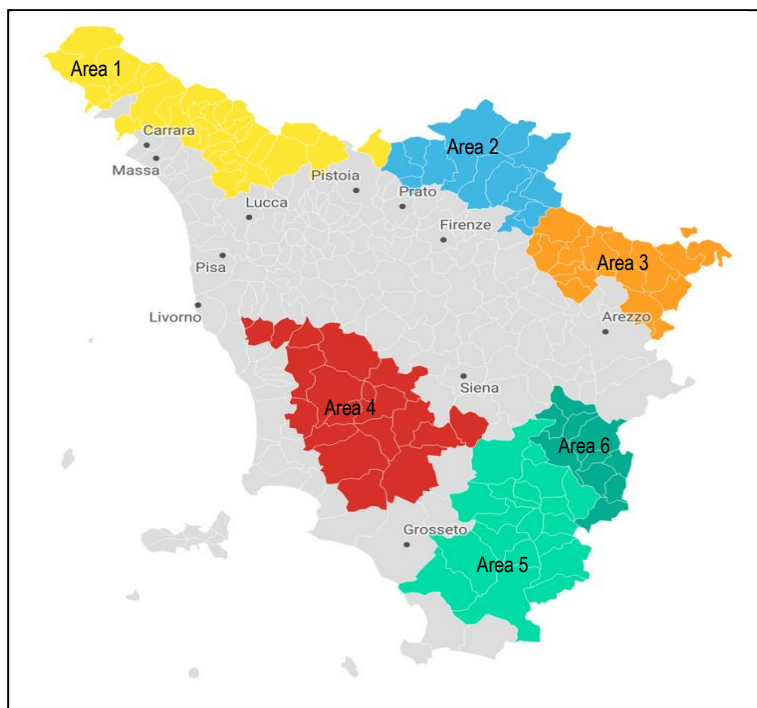 Area 1
Carrara
Massa
Pistoia
Area 2
Prato
Lucca
Firenze
Pisa
Area 3
Livorno
Arezzo
Siena
Area 4
Area 6
Grosseto
Area 5